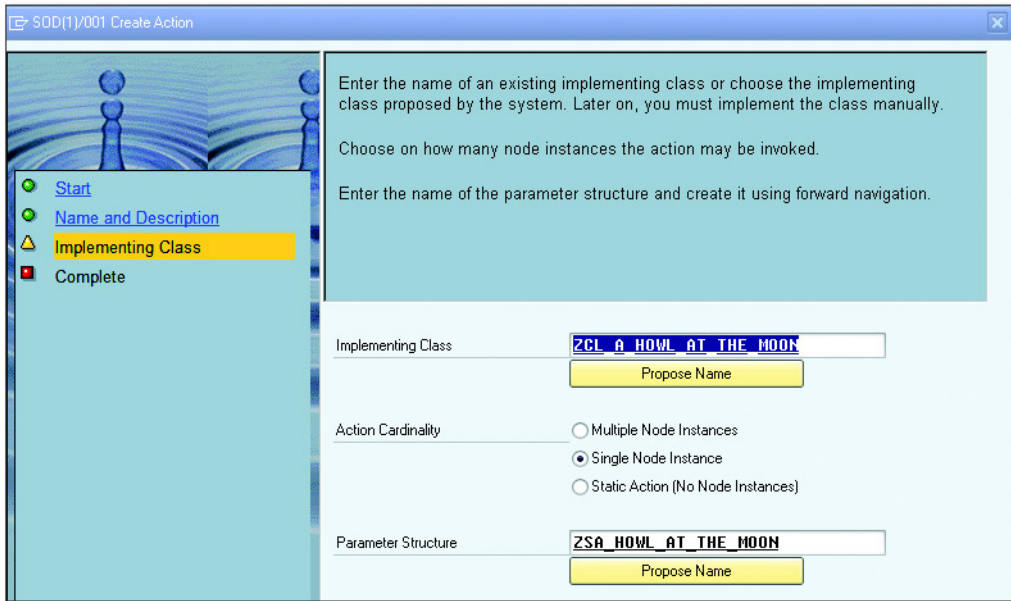 SOD(1)/001 Create Action
Enter the name of an existing implementing class or choose the implementing
class proposed by the system. Later on, you must implement the class manually.
Choose on how many node instances the action may be invoked.
Enter the name of the parameter structure and create it using forward navigation.
Start
Name and Description
Implementing Class
Complete
Implementing Class
ZCL_A_HOWL_AT_THE_MOON
Propose Name
Action Cardinality
Multiple Node Instances
Single Node Instance
Static Action (No Node Instances)
Parameter Structure
ZSA_HOWL_AT_THE_MOON
Propose Name